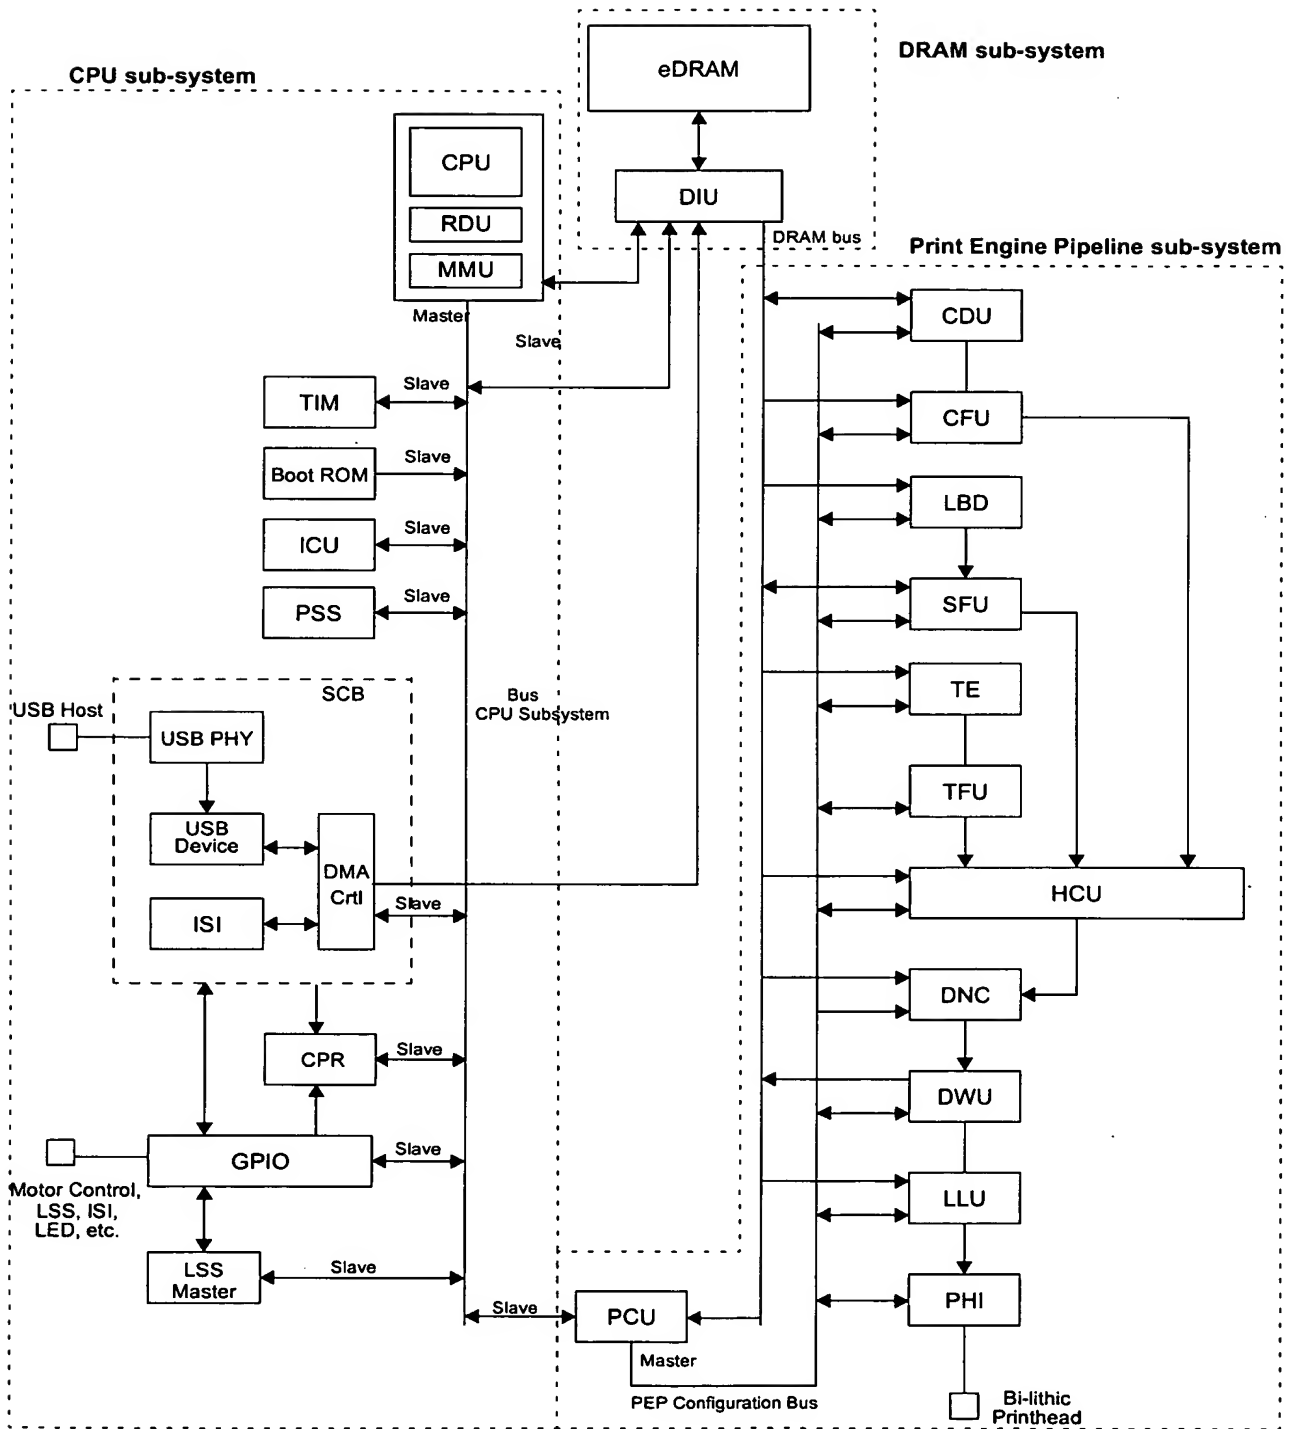 DRAM sub-system
CPU sub-system
eDRAM
CPU
RDU
MMU
DIU
DRAM bus
Print Engine Pipeline sub-system
Master
Slave
CDU
TIM
Slave
CFU
Boot ROM
Slave
LBD
ICU
Slave
PSS
Slave
SFU
SCB
Bus
CPU Subsystem
TE
USB Host
USB PHY
TFU
USB
Device
DMA
Crtl
Slave
HCU
ISI
DNC
CPR
Slave
DWU
GPIO
Slave
Motor Control,
LSS, ISI,
LED, etc.
LLU
LSS
Master
Slave
PHI
Slave
PCU
Master
PEP Configuration Bus
Bi-lithic
Printhead